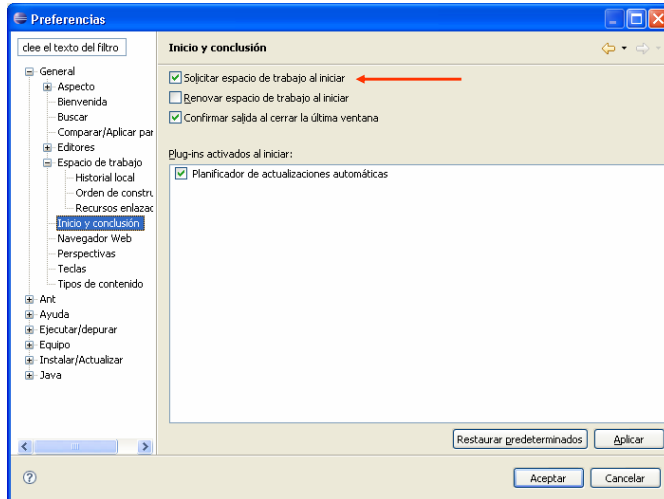 Preferencias
clee el texto del filtro
Inicio y conclusión
General
Aspecto
Bienvenida
Buscar
Comparar/Aplicar par
Editores
Espacio de trabajo
Historial local
Orden de constru
Recursos enlazac
Inicio y conclusión
Navegador Web
Perspectivas
Teclas
Tipos de contenido
Ant
Ayuda
Ejecutar/depurar
Equipo
Instalar/Actualizar
Java
Solicitar espacio de trabajo al iniciar
Renovar espacio de trabajo al iniciar
Confirmar salida al cerrar la última ventana
Plug-ins activados al iniciar:
Planificador de actualizaciones automáticas
Restaurar predeterminados
Aplicar
?
Aceptar
Cancelar